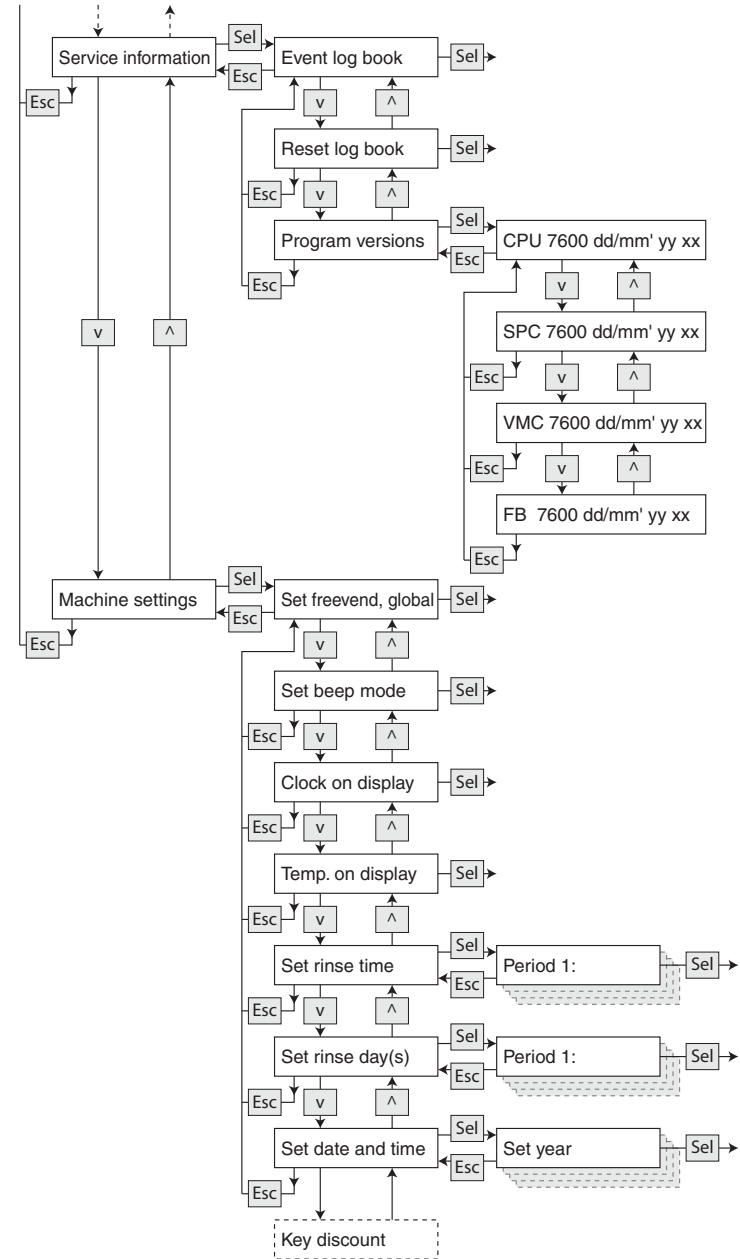 Sel
Service information
Event log book
Sel
Esc
Esc
v
^
Reset log book
Sel
Esc
v
^
Sel
Program versions
CPU 7600 dd/mm' yy xx
Esc
Esc
v
^
v
^
SPC 7600 dd/mm' yy xx
Esc
v
^
VMC 7600 dd/mm' yy xx
Esc
v
^
FB 7600 dd/mm' yy xx
Esc
Sel
Machine settings
Set freevend, global
Sel
Esc
Esc
v
^
Set beep mode
Sel
Esc
v
^
Clock on display
Sel
Esc
v
^
Temp. on display
Sel
Esc
v
^
Sel
Set rinse time
Period 1:
Sel
Esc
Esc
v
^
Sel
Set rinse day(s)
Period 1:
Sel
Esc
Esc
v
^
Sel
Set date and time
Set year
Sel
Esc
Esc
Key discount